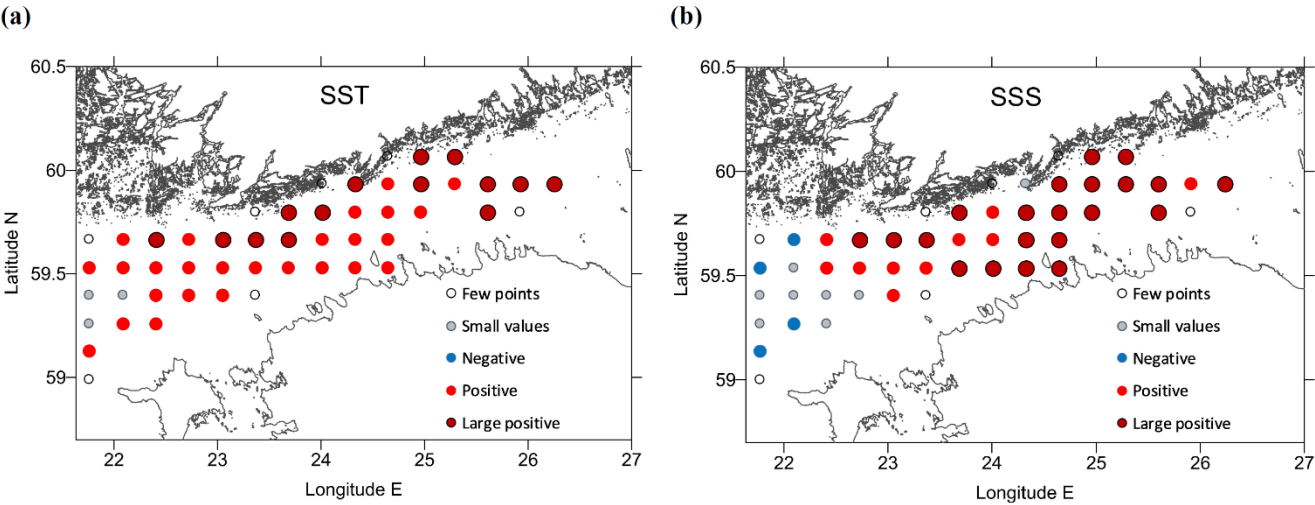 (a)
(b)
60.5
SST
60
59.5
59
Latitude N
Few points
Small values
Negative
Positive
Large positive
22 23 24 25 26 27
Longitude E
60.5
SSS
60
59.5
59
Latitude N
Few points
Small values
Negative
Positive
Large positive
22 23 24 25 26 27
Longitude E